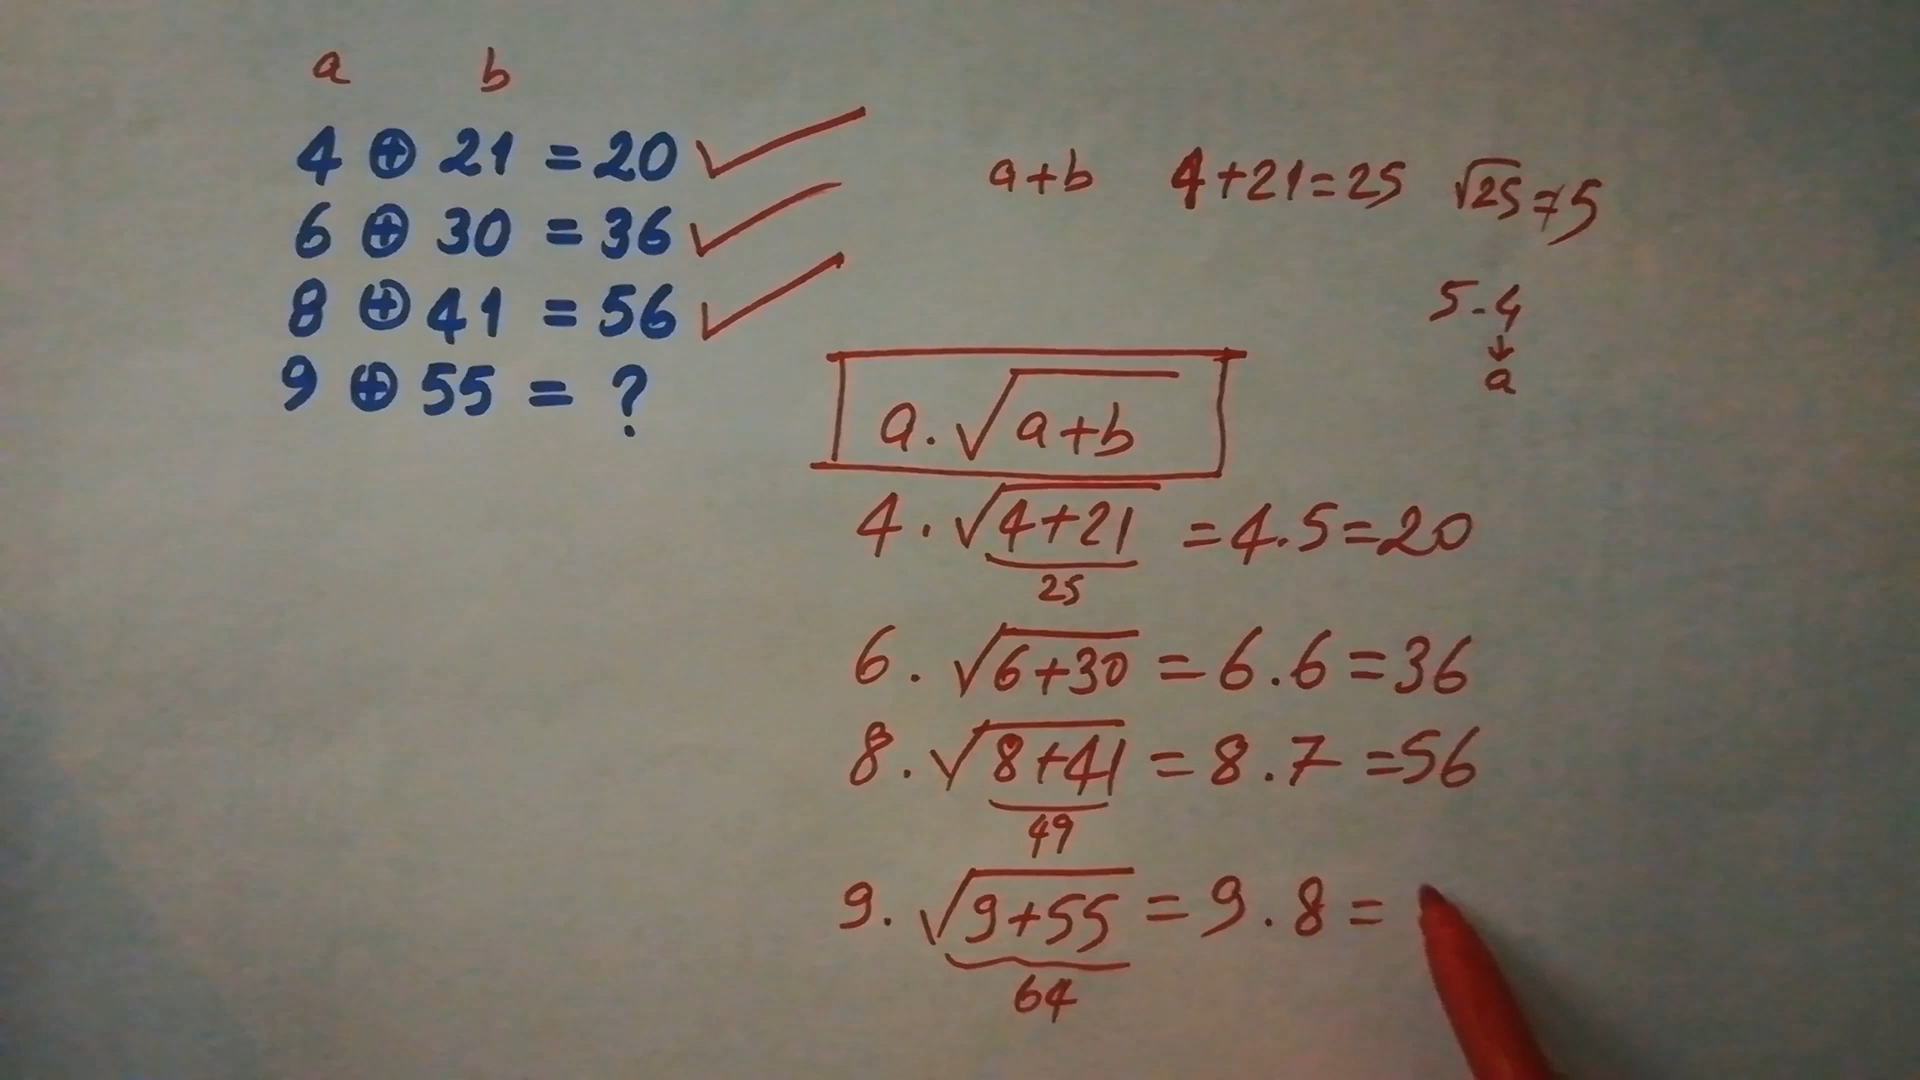 a b
4 ⊕ 21 = 20 ✓
6 ⊕ 30 = 36 ✓
8 ⊕ 41 = 56 ✓
9 ⊕ 55 = ?
a+b 4+21=25 √25=5
5.4
↓
a
a.√a+b
4.√4+21 =4.5=20
25
6.√6+30 =6.6=36
8.√8+41 =8.7=56
49
9.√9+55 =9.8=
64